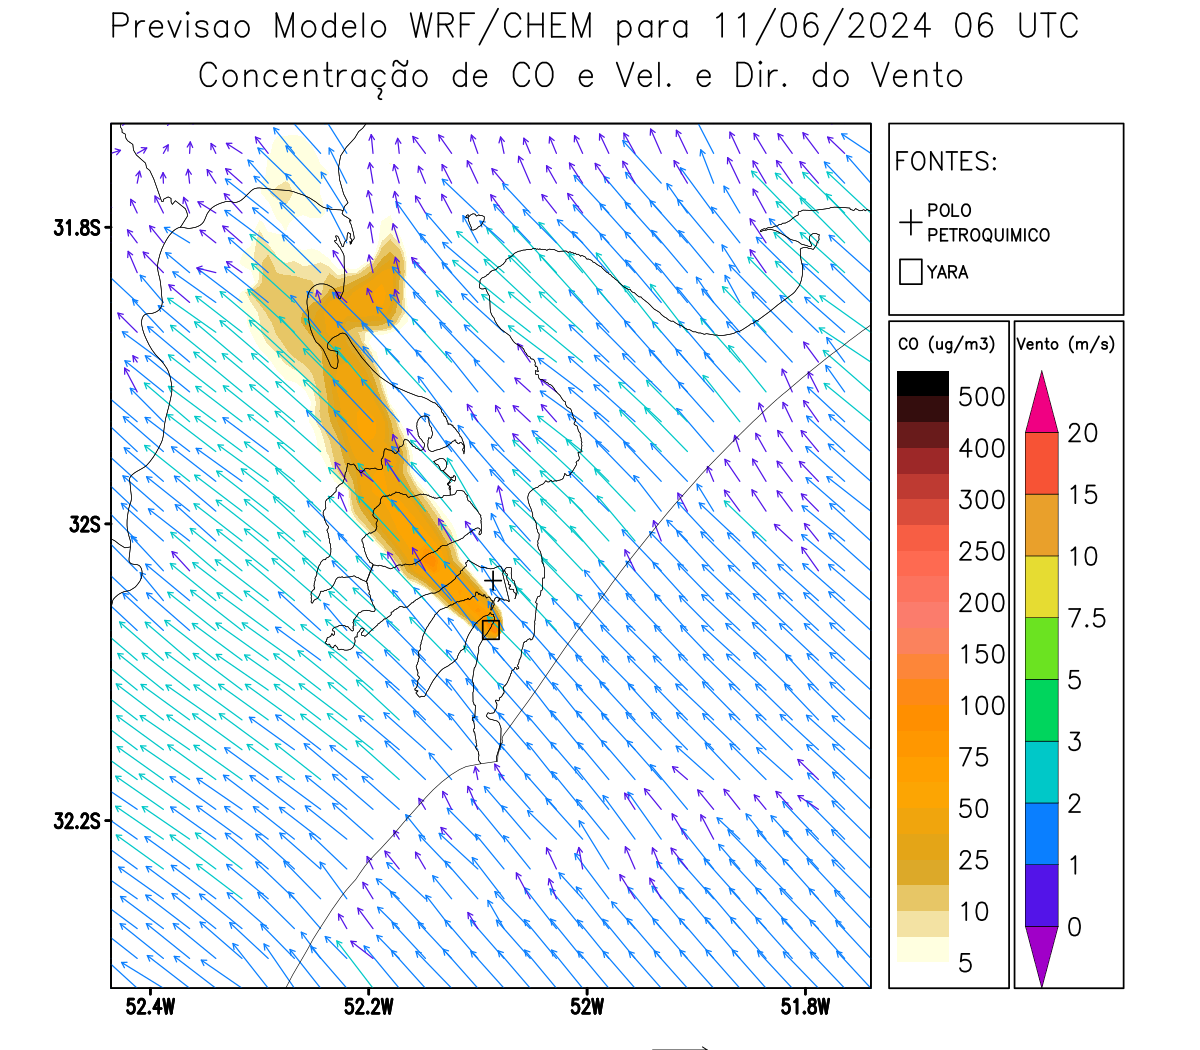 Previsao Modelo WRF/CHEM para 11/06/2024 06 UTC
Concentração de CO e Vel. e Dir. do Vento
FONTES:
POLO
PETROQUIMICO
YARA
CO (ug/m3)
500
400
300
250
200
150
100
75
50
25
10
5
Vento (m/s)
20
15
10
7.5
5
3
2
1
0
31.8S
32S
32.2S
52.4W
52.2W
52W
51.8W